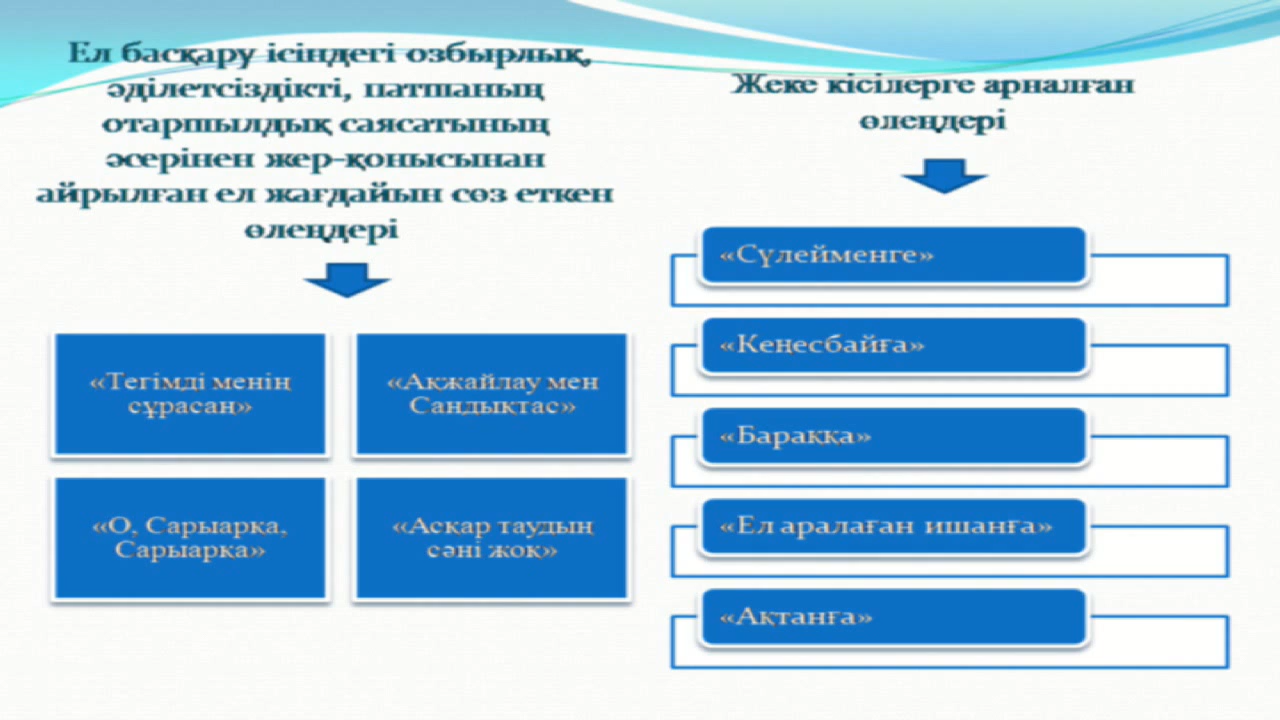 Ел басқару ісіндегі озбырлық,
әділетсіздікті, патшаның
отаршылдық саясатының
әсерінен жер-қонысынан
айрылған ел жағдайын сөз еткен
өлеңдері
«Тегімді менің
сұрасаң»
«Ақжайлау мен
Сандықтас»
«О, Сарыарқа,
Сарыарқа»
«Асқар таудың
сәні жоқ»
Жеке кісілерге арналған
өлеңдері
«Сүлейменге»
«Кеңесбайға»
«Баракқа»
«Ел аралаған ишанға»
«Ақтанға»